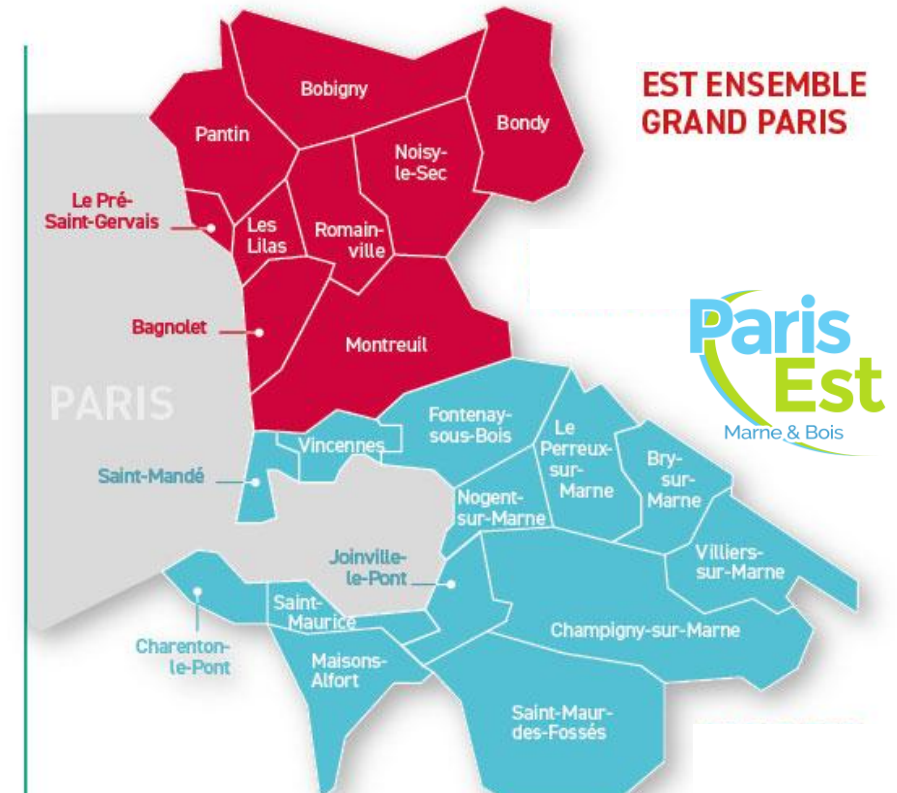 EST ENSEMBLE
GRAND PARIS
Bobigny
Bondy
Pantin
Noisy-
le-Sec
Le Pré-
Saint-Gervais
Les
Lilas
Romain-
ville
Bagnolet
Montreuil
Paris
Est
Marne & Bois
PARIS
Fontenay-
sous-Bois
Le
Perreux-
sur-
Marne
Vincennes
Bry-
sur-
Marne
Saint-Mandé
Nogent-
sur-Marne
Villiers-
sur-Marne
Joinville-
le-Pont
Saint-
Maurice
Champigny-sur-Marne
Charenton-
le-Pont
Maisons-
Alfort
Saint-Maur-
des-Fossés